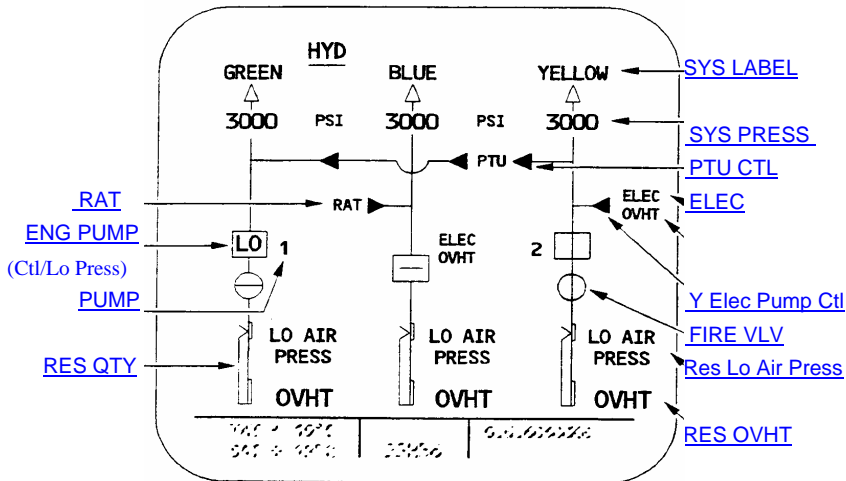 HYD
GREEN BLUE YELLOW SYS LABEL
3000 PSI 3000 PSI 3000 SYS PRESS
PTU PTU CTL
RAT RAT ELEC OVHT ELEC
ENG PUMP LO 1 ELEC OVHT 2
(Ctl/Lo Press)
PUMP Y Elec Pump Ctl
LO AIR PRESS LO AIR PRESS LO AIR PRESS FIRE VLV
RES QTY Res Lo Air Press
OVHT OVHT OVHT RES OVHT